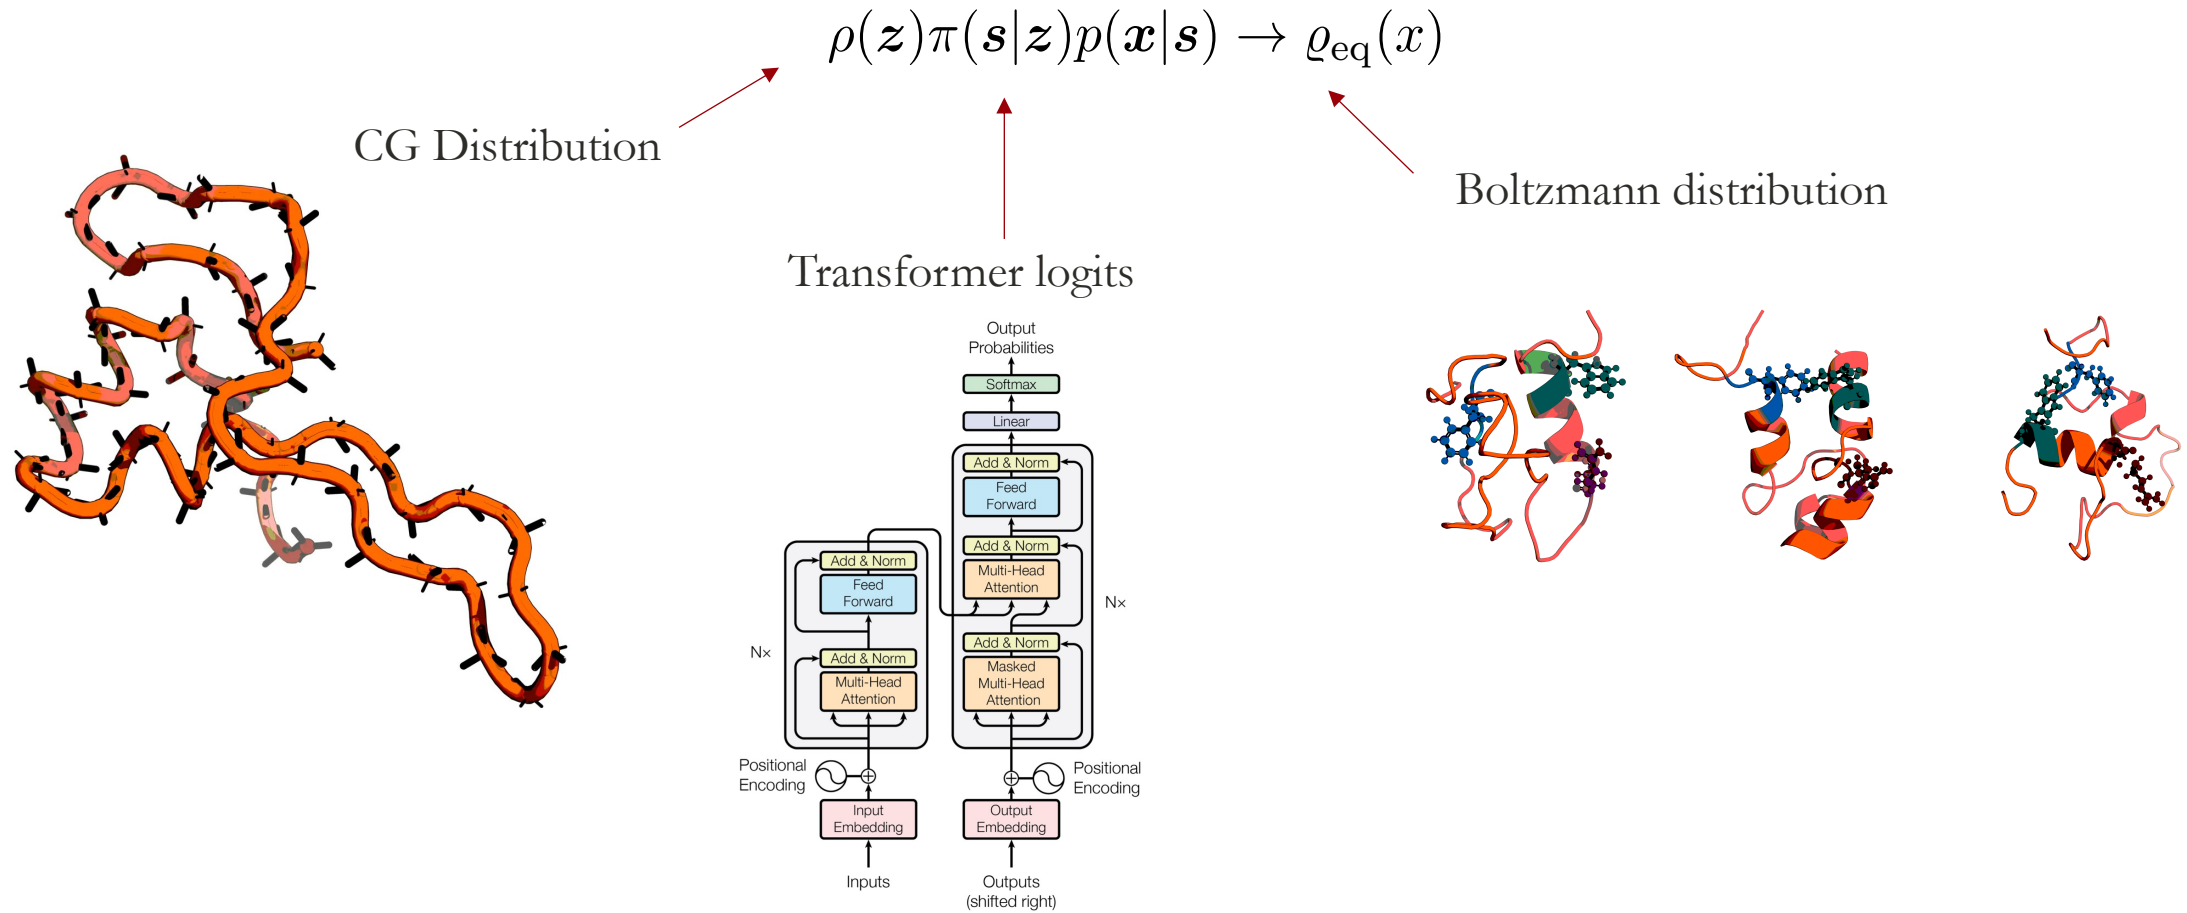 ρ(z)π(s|z)p(x|s) → ϱeq(x)
CG Distribution
Boltzmann distribution
Transformer logits
Output
Probabilities
Softmax
Linear
Add & Norm
Feed
Forward
Add & Norm
Multi-Head
Attention
Nx
Add & Norm
Masked
Multi-Head
Attention
Add & Norm
Feed
Forward
Nx
Add & Norm
Multi-Head
Attention
Positional
Encoding
Positional
Encoding
Input
Embedding
Output
Embedding
Inputs
Outputs
(shifted right)